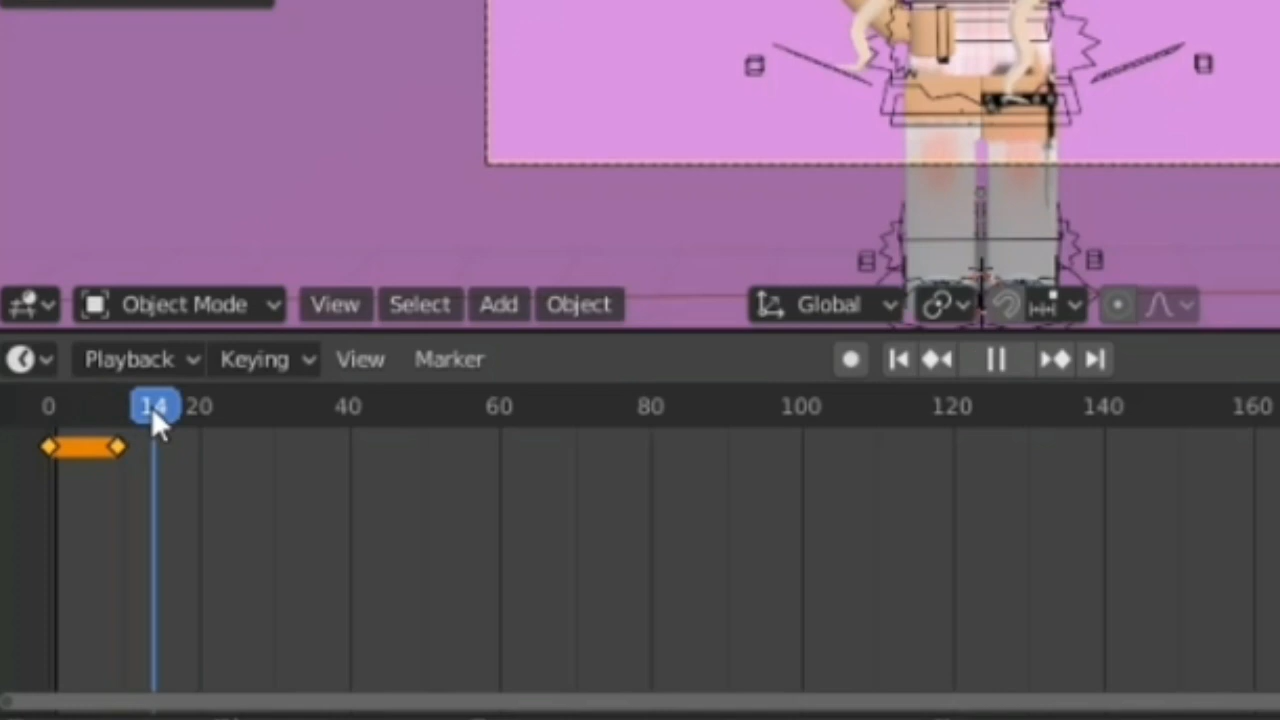 Object Mode View Select Add Object Global
Playback Keying View Marker
0 14 20 40 60 80 100 120 140 160